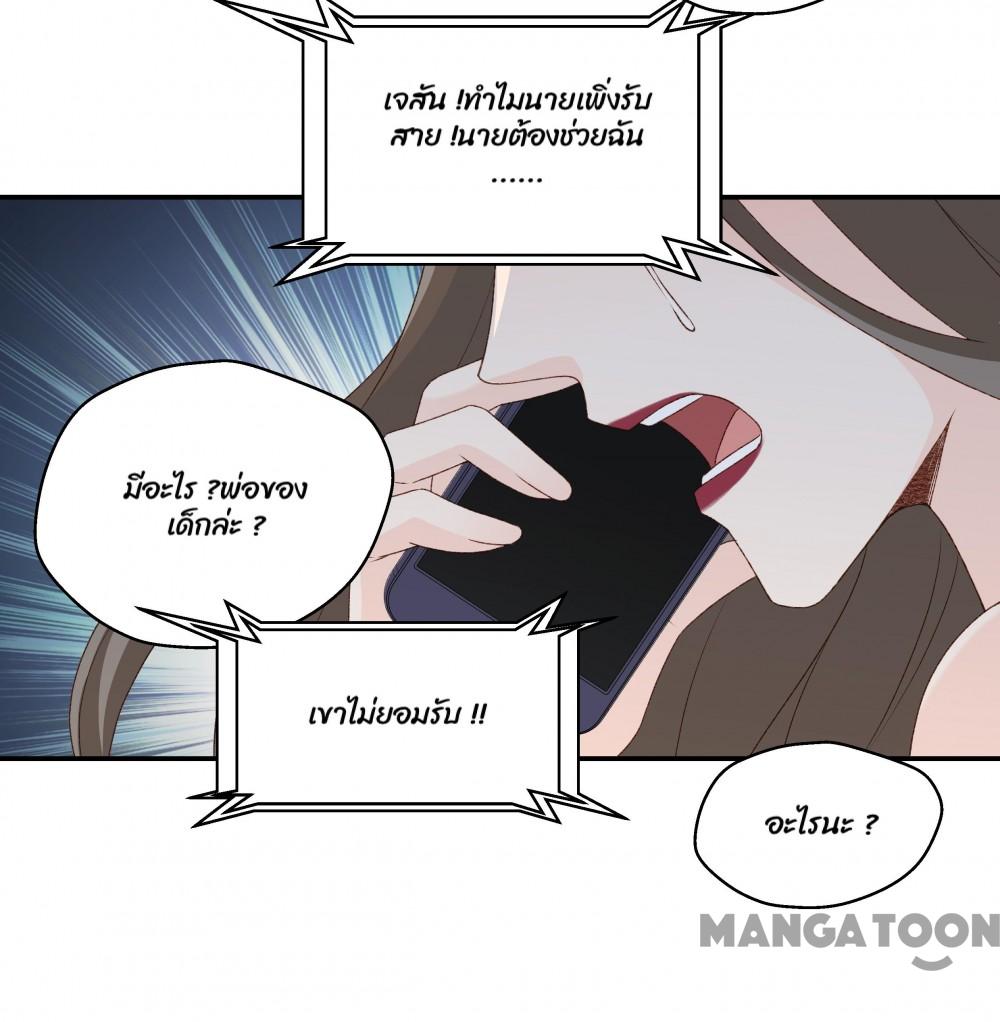 เจสัน !ทำไมนายเพิ่งรับ
สาย !นายต้องช่วยฉัน
......
มีอะไร ?พ่อของ
เด็กล่ะ ?
เขาไม่ยอมรับ !!
อะไรนะ ?
MANGATOON